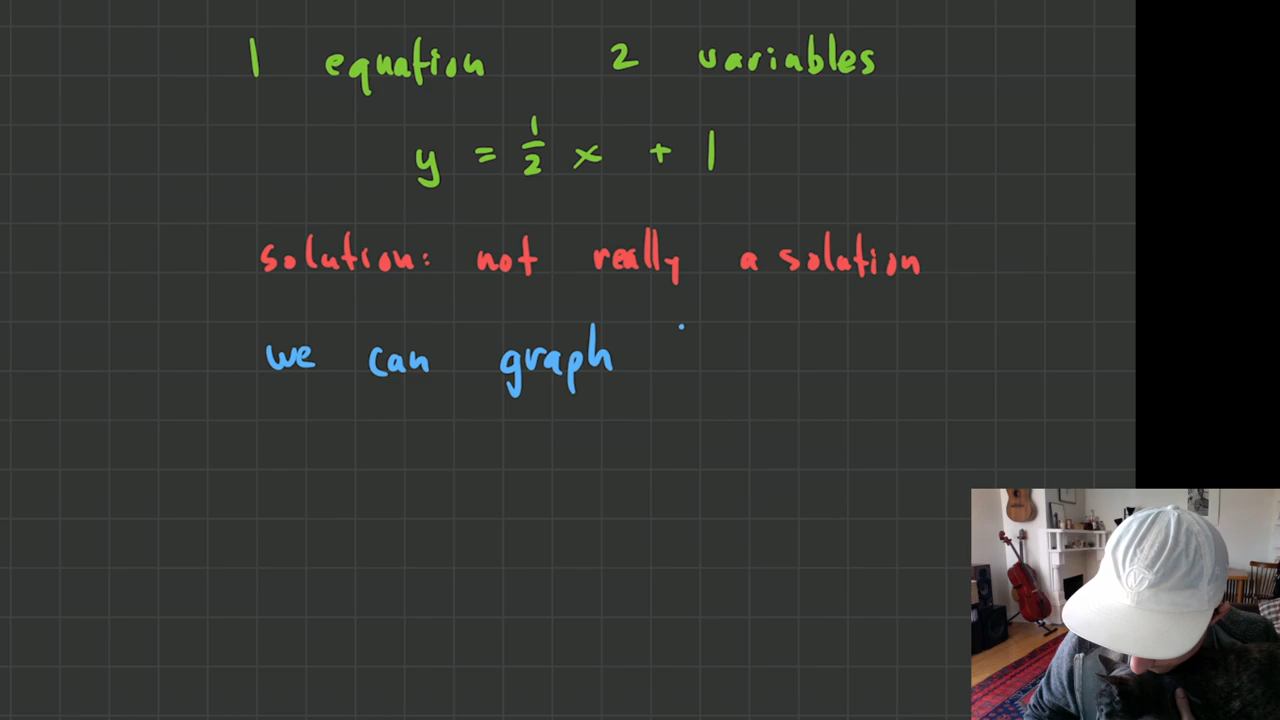 1 equation 2 variables
y = 1/2 x + 1
solution: not really a solution
we can graph